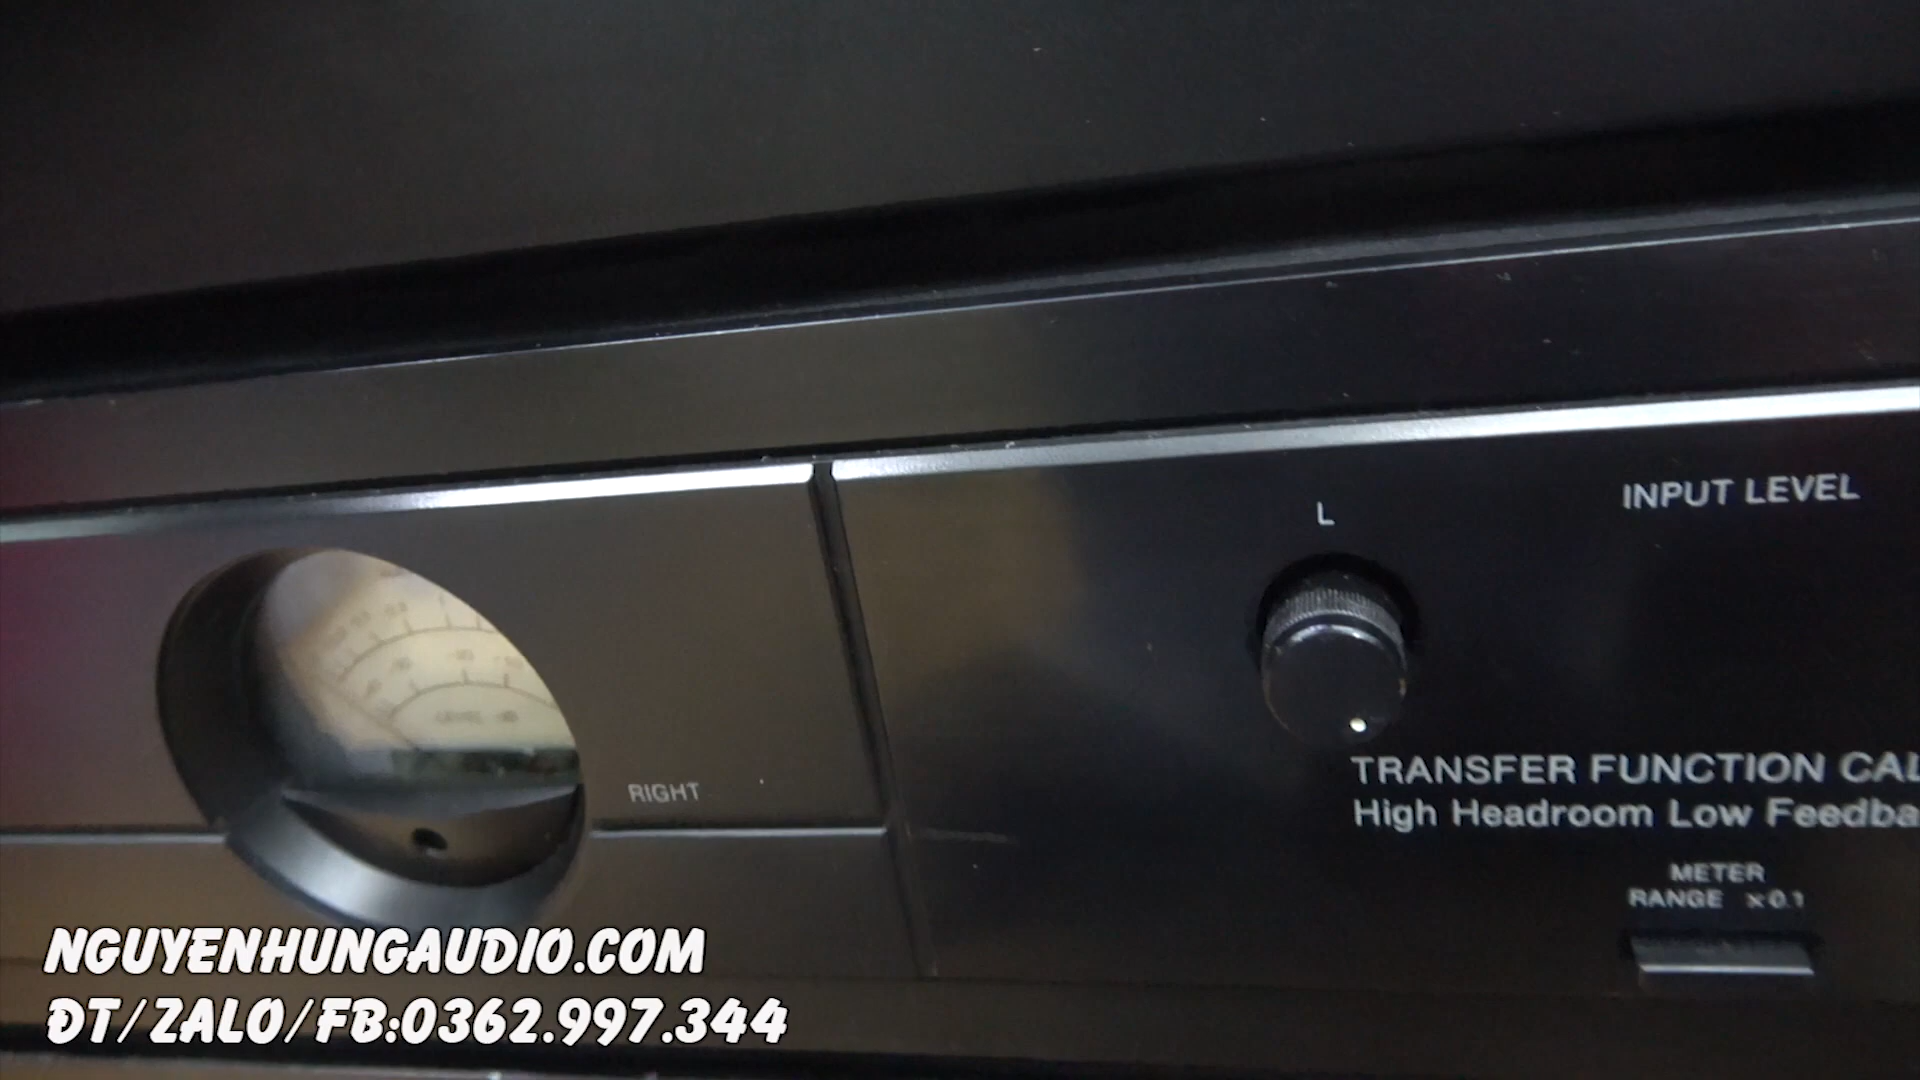 INPUT LEVEL
L
TRANSFER FUNCTION CAL
High Headroom Low Feedba
RIGHT
METER
RANGE ×0.1
NGUYENHUNGAUDIO.COM
ĐT/ZALO/FB:0362.997.344